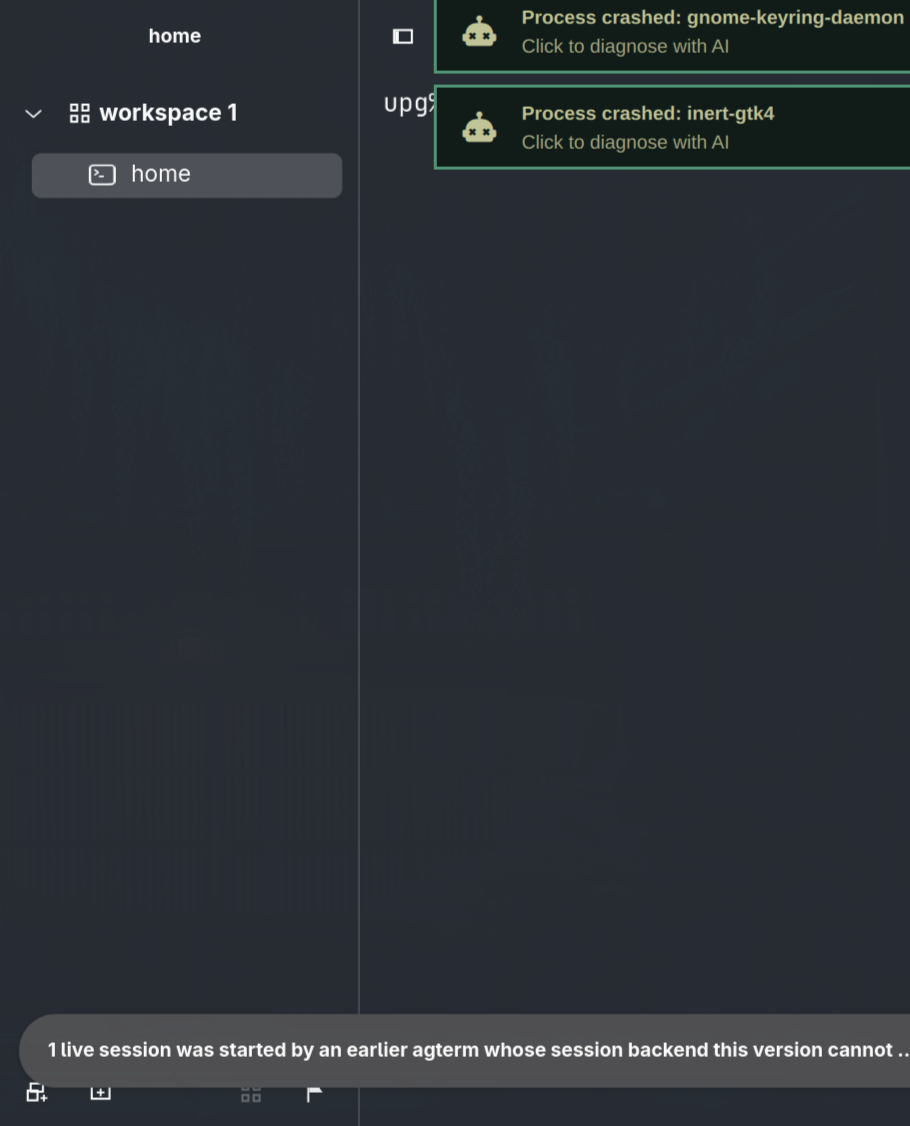 home
Process crashed: gnome-keyring-daemon
Click to diagnose with AI
workspace 1
upg%
Process crashed: inert-gtk4
Click to diagnose with AI
home
1 live session was started by an earlier agterm whose session backend this version cannot ...